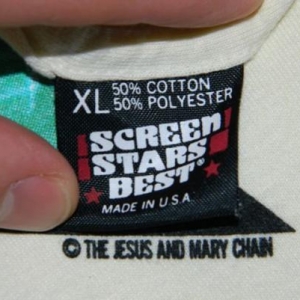 XL 50% COTTON
50% POLYESTER
SCREEN
STARS
BEST®
MADE IN U.S.A.
© THE JESUS AND MARY CHAIN